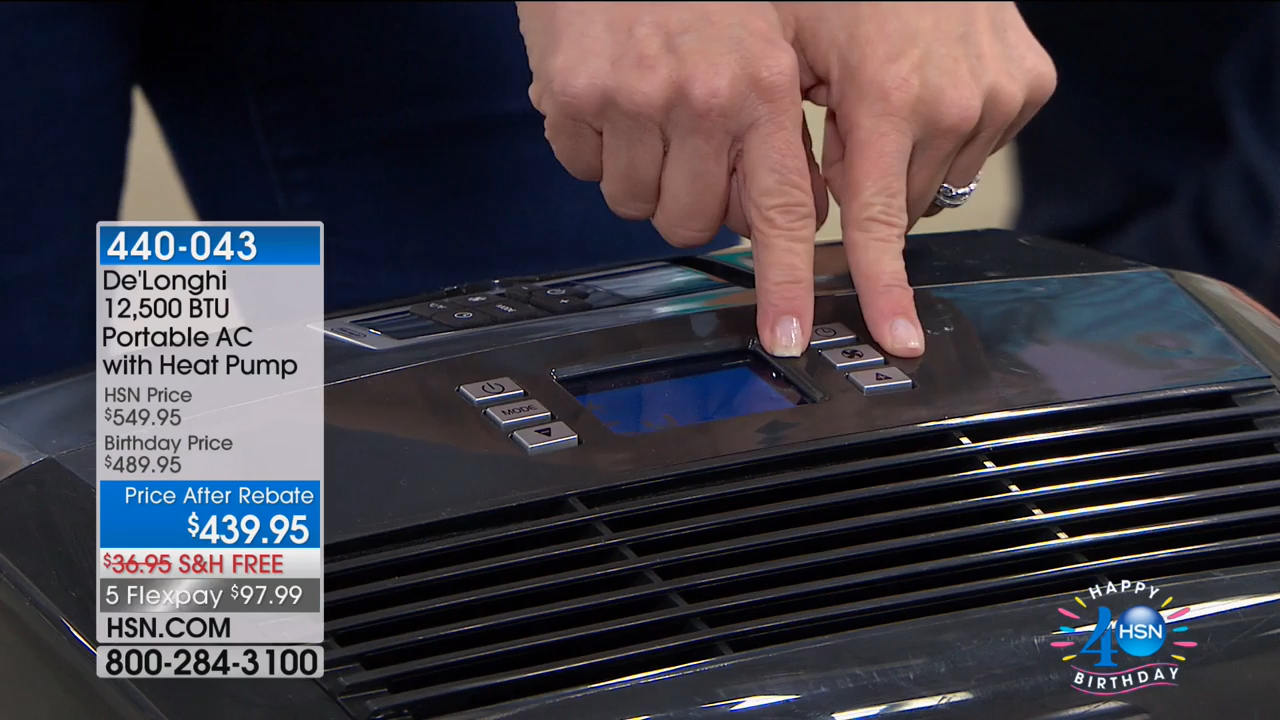 440-043
De'Longhi
12,500 BTU
Portable AC
with Heat Pump
HSN Price
$549.95
Birthday Price
$489.95
Price After Rebate
$439.95
$36.95 S&H FREE
5 Flexpay $97.99
HSN.COM
800-284-3100
MODE
MODE
HAPPY
40 HSN
BIRTHDAY